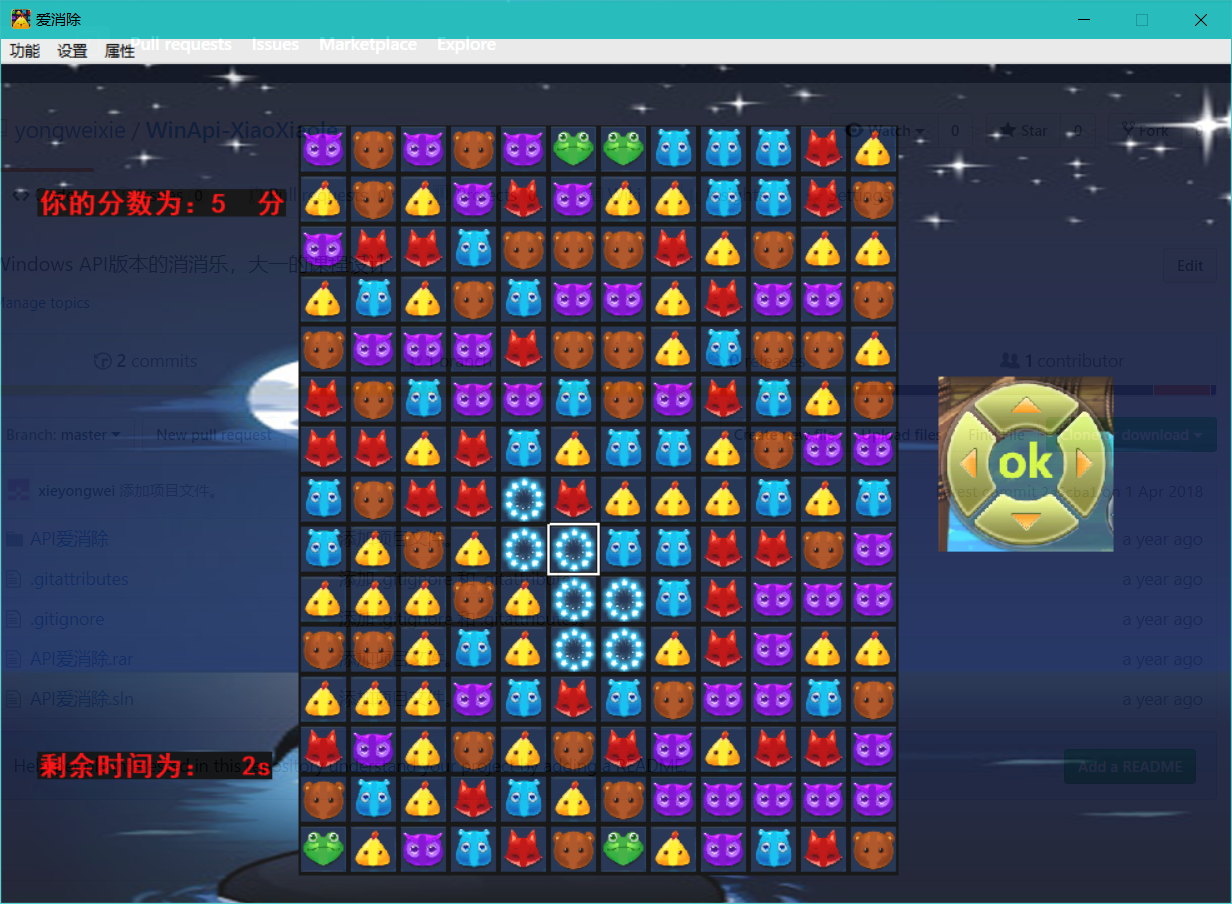 爱消除
功能 设置 属性
Pull requests Issues Marketplace Explore
yongweixie / WinApi-XiaoXiaole
Watch 0 Star 0 Fork
你的分数为：5 分
Windows API版本的消消乐，大一的课程设计
Edit
Manage topics
2 commits
1 contributor
Branch: master New pull request
Create new file Upload files Find file Clone or download
ok
xieyongwei 添加项目文件。
1 Apr 2018
API爱消除
a year ago
.gitattributes
a year ago
.gitignore
a year ago
API爱消除.rar
a year ago
API爱消除.sln
a year ago
剩余时间为： 2s
Add a README